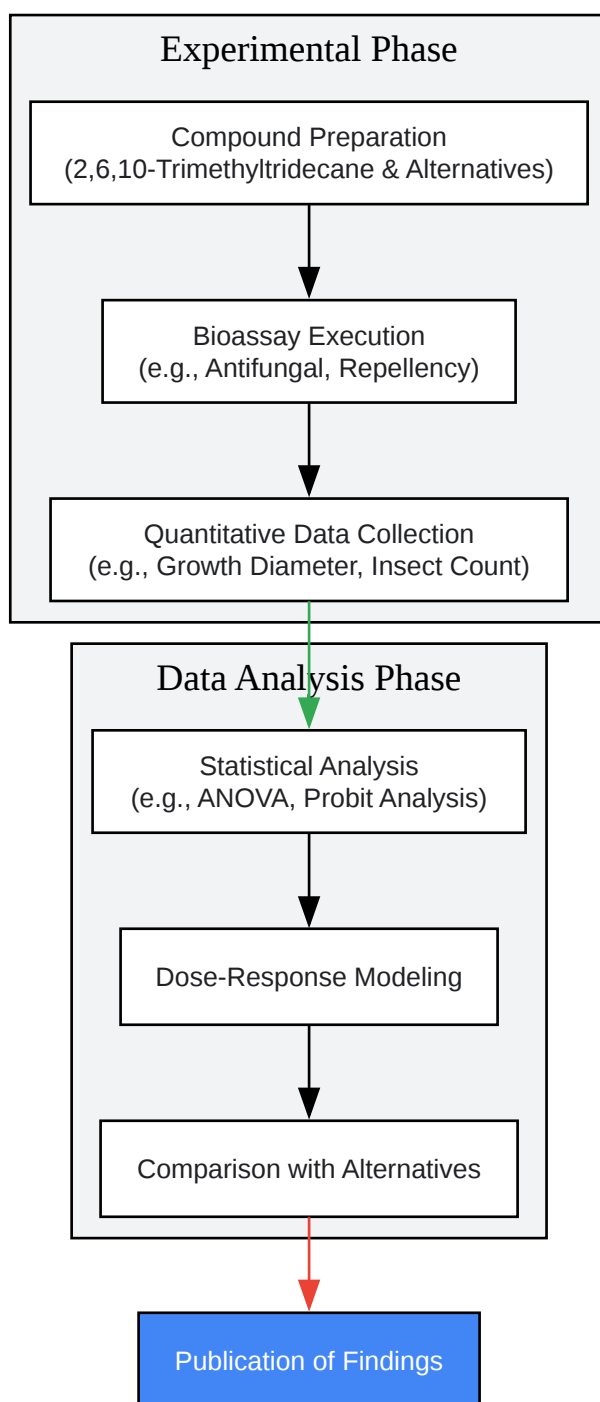 Experimental Phase
Compound Preparation
(2,6,10-Trimethyltridecane & Alternatives)
Bioassay Execution
(e.g., Antifungal, Repellency)
Quantitative Data Collection
(e.g., Growth Diameter, Insect Count)
Data Analysis Phase
Statistical Analysis
(e.g., ANOVA, Probit Analysis)
Dose-Response Modeling
Comparison with Alternatives
Publication of Findings